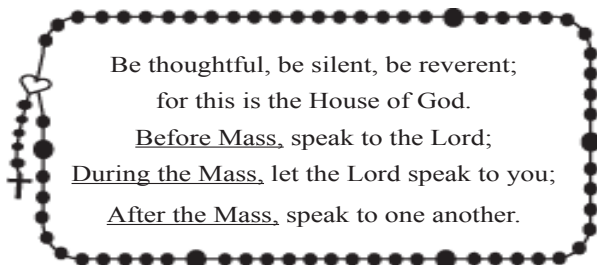 Be thoughtful, be silent, be reverent;
for this is the House of God.
Before Mass, speak to the Lord;
During the Mass, let the Lord speak to you;
After the Mass, speak to one another.